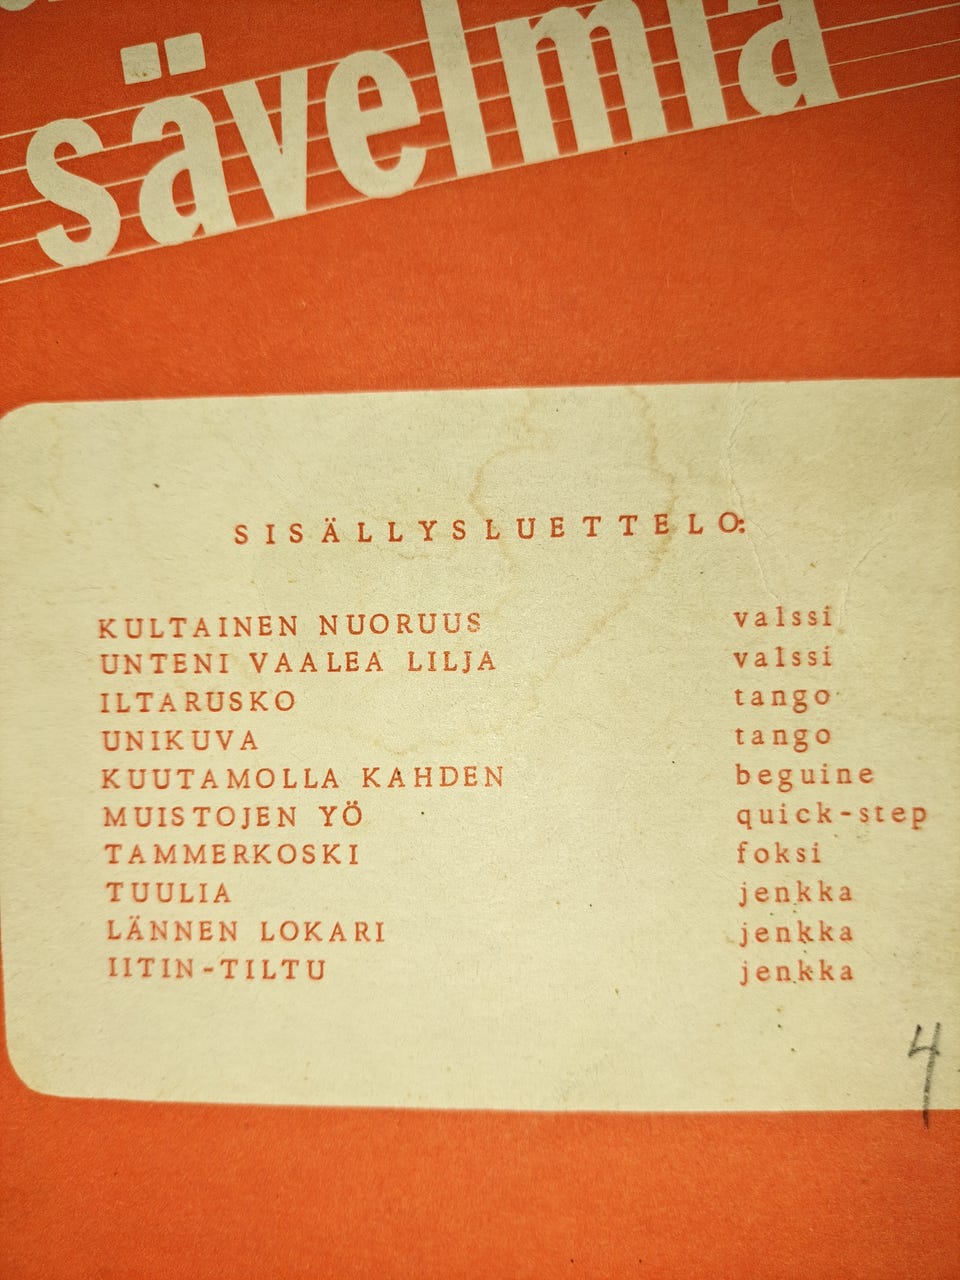 sävelmiä
SISÄLLYSLUETTELO:
KULTAINEN NUORUUS valssi
UNTENI VAALEA LILJA valssi
ILTARUSKO tango
UNIKUVA tango
KUUTAMOLLA KAHDEN beguine
MUISTOJEN YÖ quick-step
TAMMERKOSKI foksi
TUULIA jenkka
LÄNNEN LOKARI jenkka
IITIN-TILTU jenkka
4